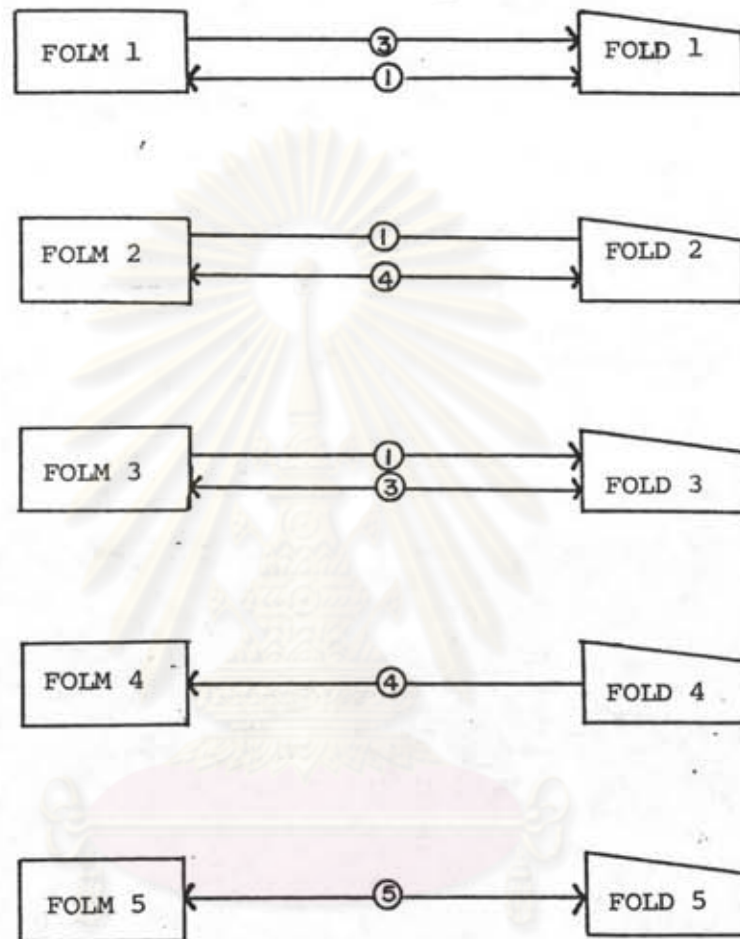 FOLM 1 ③ FOLD 1
①
FOLM 2 ① FOLD 2
④
FOLM 3 ① FOLD 3
③
FOLM 4 ④ FOLD 4
FOLM 5 ⑤ FOLD 5